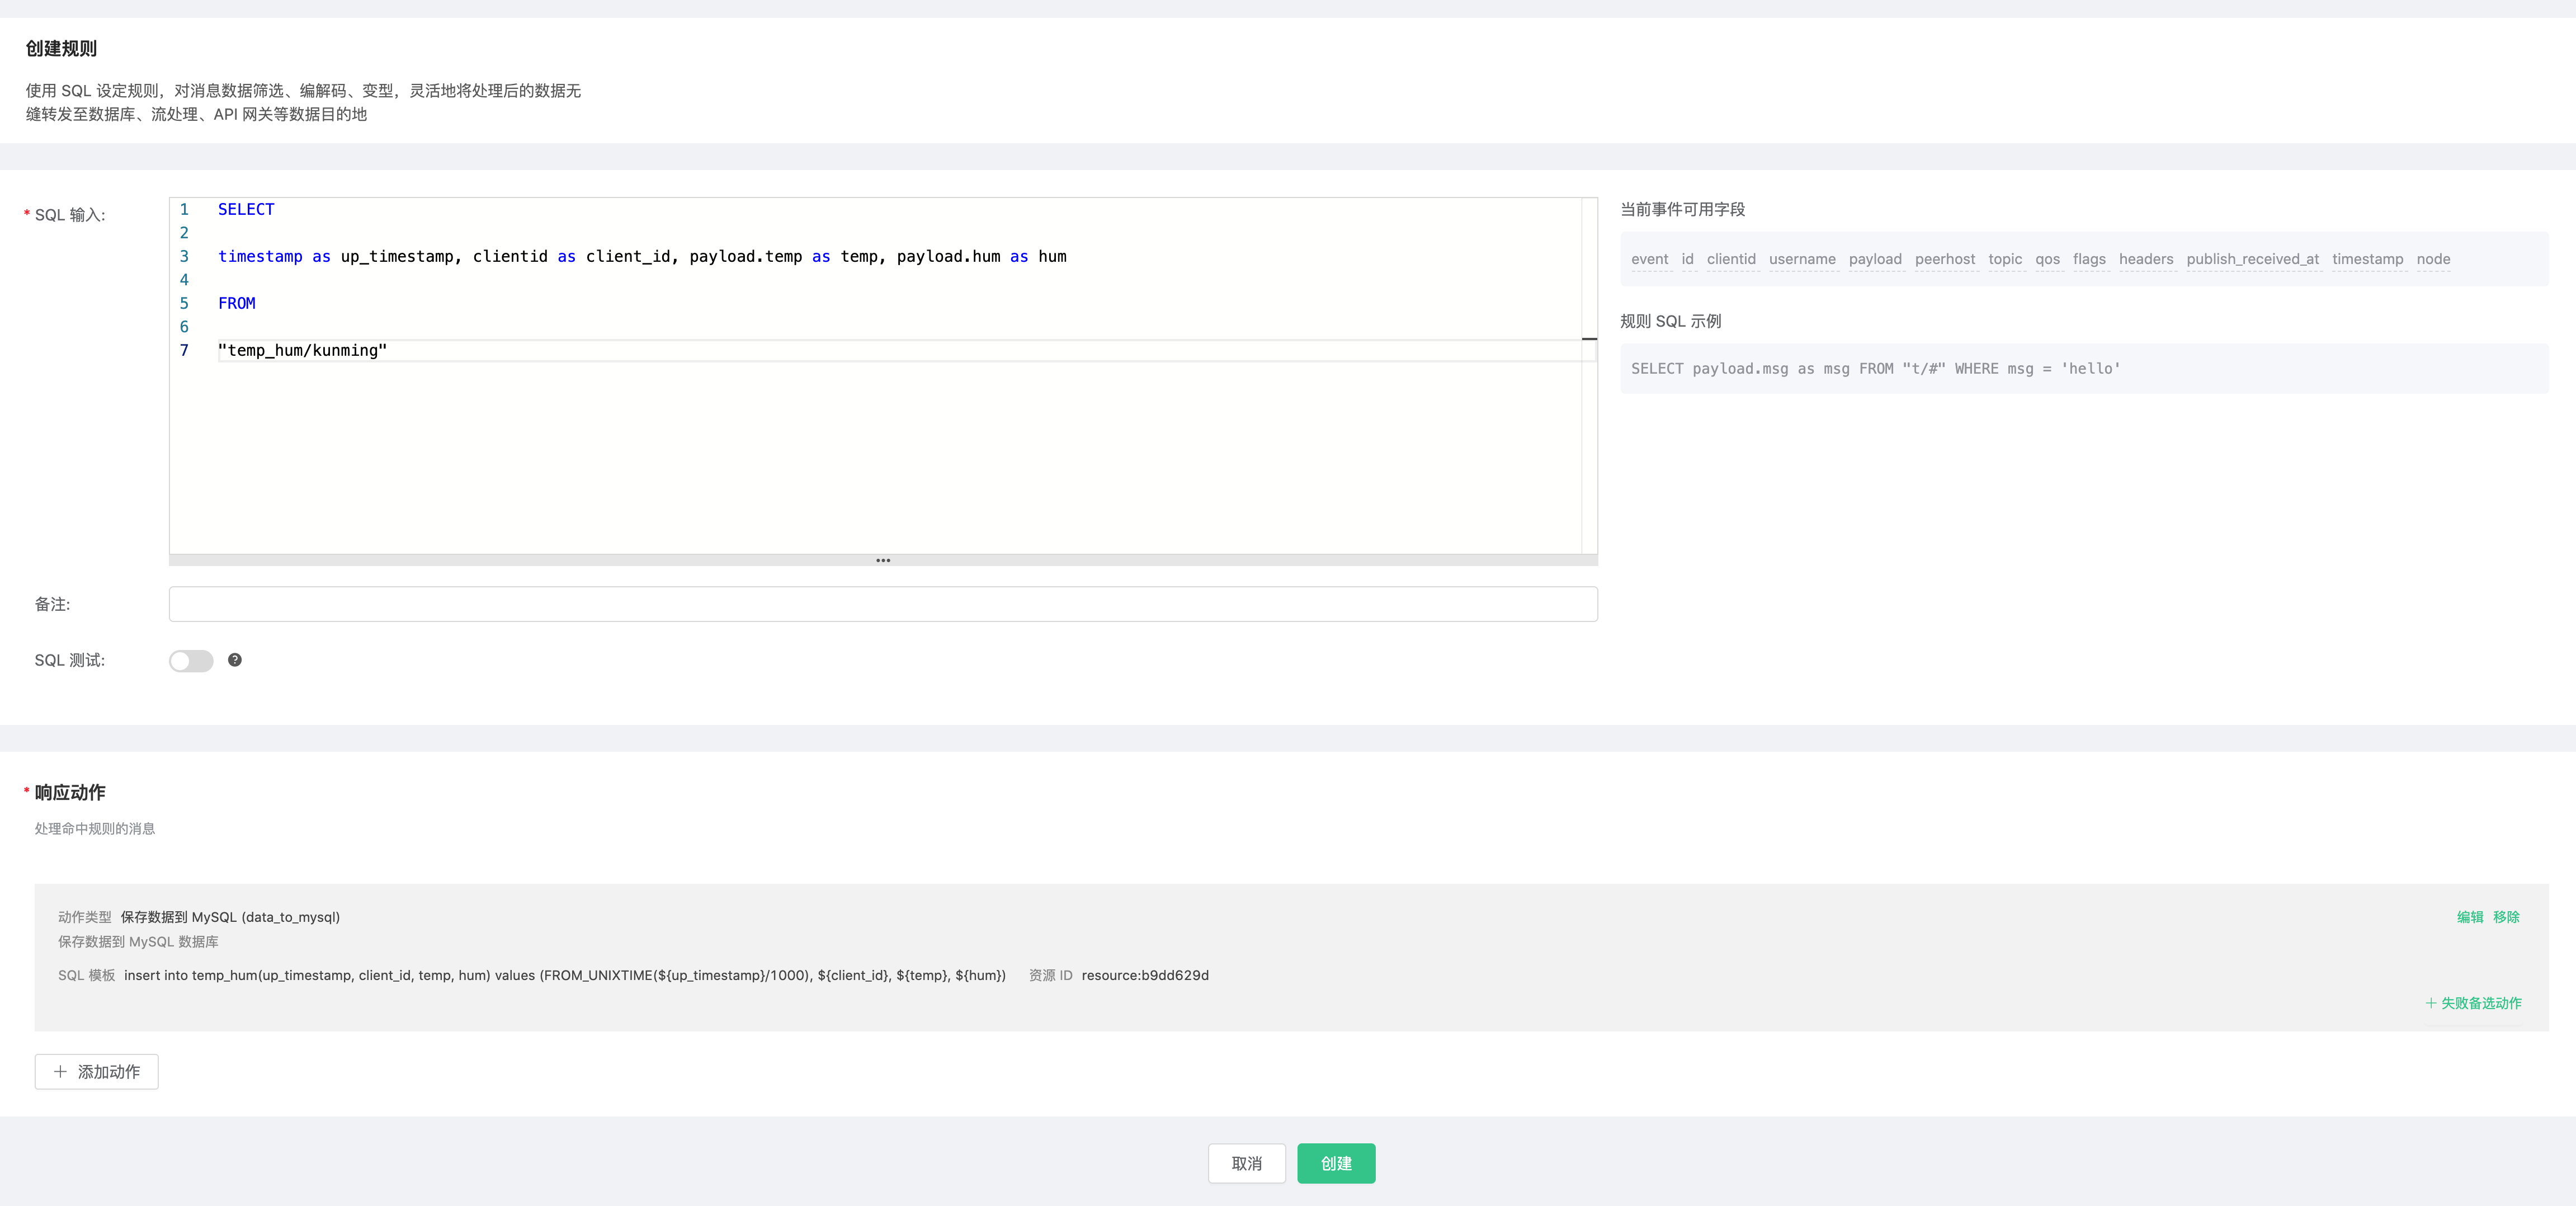 创建规则
使用 SQL 设定规则，对消息数据筛选、编解码、变型，灵活地将处理后的数据无
缝转发至数据库、流处理、API 网关等数据目的地
* SQL 输入:
1 SELECT
2
3 timestamp as up_timestamp, clientid as client_id, payload.temp as temp, payload.hum as hum
4
5 FROM
6
7 "temp_hum/kunming"
当前事件可用字段
event id clientid username payload peerhost topic qos flags headers publish_received_at timestamp node
规则 SQL 示例
SELECT payload.msg as msg FROM "t/#" WHERE msg = 'hello'
备注:
SQL 测试:
* 响应动作
处理命中规则的消息
动作类型 保存数据到 MySQL (data_to_mysql)
编辑 移除
保存数据到 MySQL 数据库
SQL 模板 insert into temp_hum(up_timestamp, client_id, temp, hum) values (FROM_UNIXTIME(${up_timestamp}/1000), ${client_id}, ${temp}, ${hum}) 资源 ID resource:b9dd629d
+ 失败备选动作
+ 添加动作
取消 创建